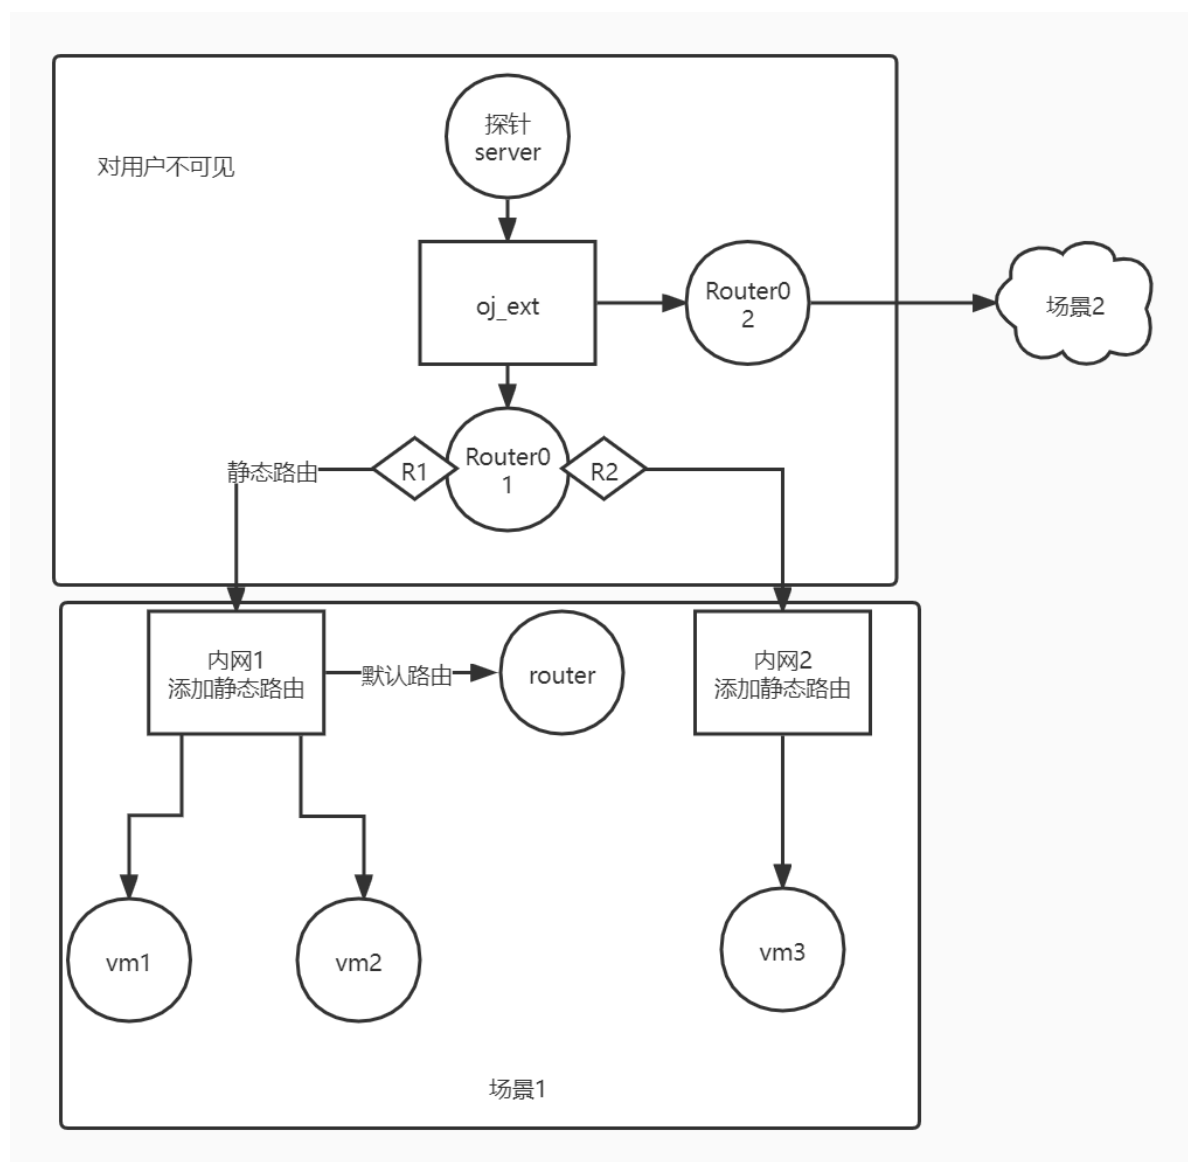 探针
server
对用户不可见
oj_ext
Router0
2
场景2
Router0
1
R1
R2
静态路由
内网1
添加静态路由
默认路由
router
内网2
添加静态路由
vm1
vm2
vm3
场景1